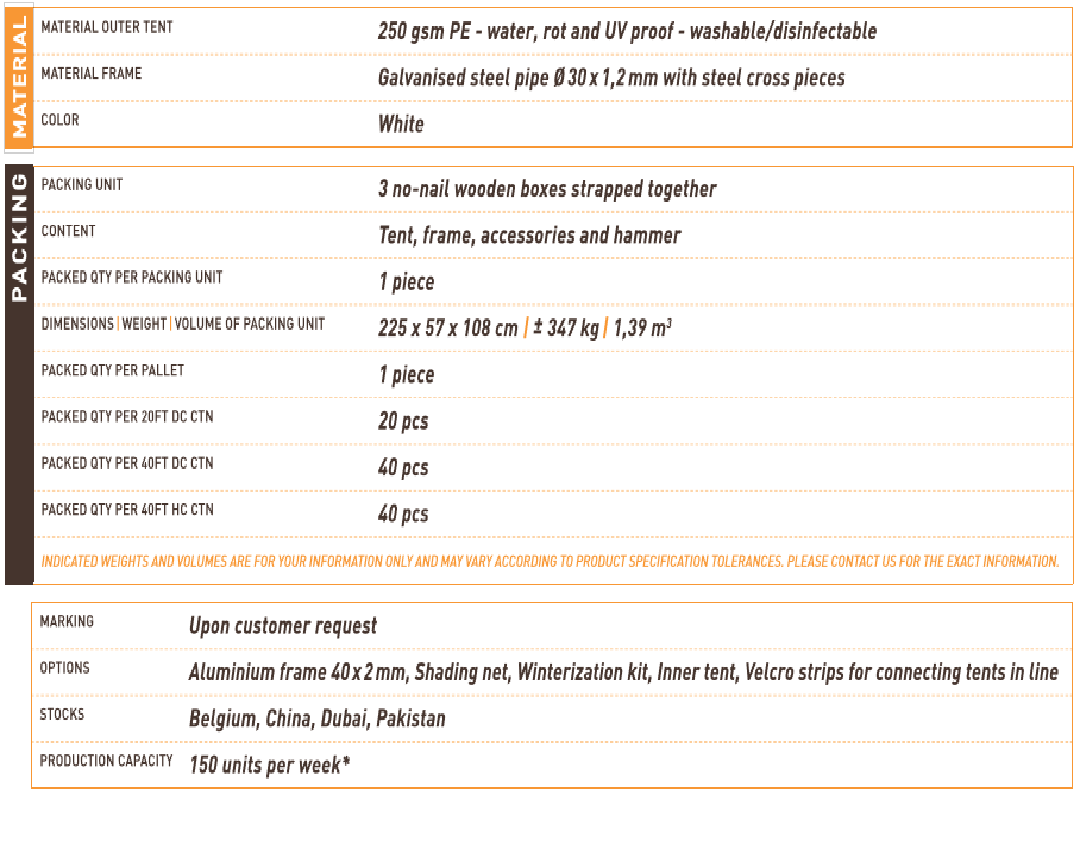 MATERIAL
MATERIAL OUTER TENT 250 gsm PE - water, rot and UV proof - washable/disinfectable
MATERIAL FRAME Galvanised steel pipe Ø 30 x 1,2 mm with steel cross pieces
COLOR White
PACKING
PACKING UNIT 3 no-nail wooden boxes strapped together
CONTENT Tent, frame, accessories and hammer
PACKED QTY PER PACKING UNIT 1 piece
DIMENSIONS | WEIGHT | VOLUME OF PACKING UNIT 225 x 57 x 108 cm | ± 347 kg | 1,39 m³
PACKED QTY PER PALLET 1 piece
PACKED QTY PER 20FT DC CTN 20 pcs
PACKED QTY PER 40FT DC CTN 40 pcs
PACKED QTY PER 40FT HC CTN 40 pcs
INDICATED WEIGHTS AND VOLUMES ARE FOR YOUR INFORMATION ONLY AND MAY VARY ACCORDING TO PRODUCT SPECIFICATION TOLERANCES. PLEASE CONTACT US FOR THE EXACT INFORMATION.
MARKING Upon customer request
OPTIONS Aluminium frame 40 x 2 mm, Shading net, Winterization kit, Inner tent, Velcro strips for connecting tents in line
STOCKS Belgium, China, Dubai, Pakistan
PRODUCTION CAPACITY 150 units per week*